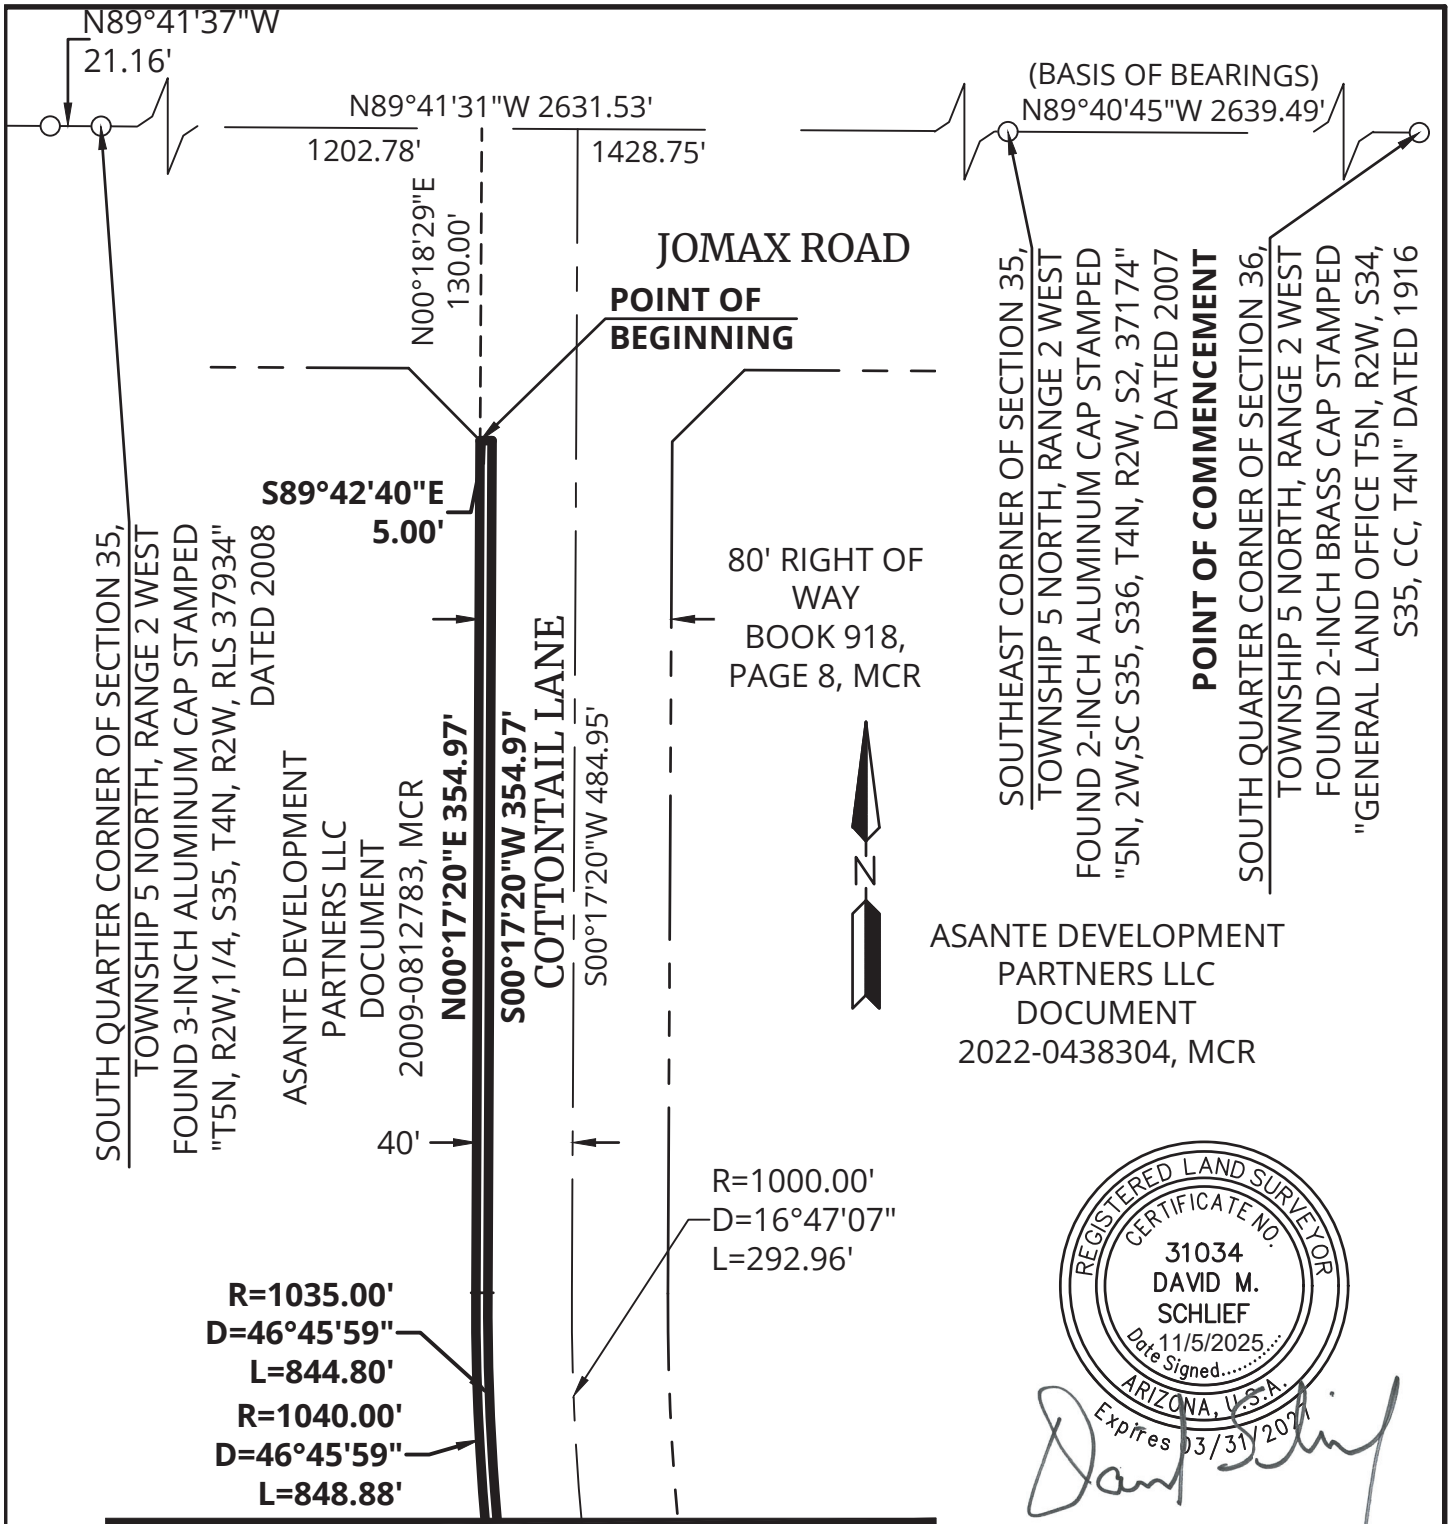 N89°41'37"W
21.16'
N89°41'31"W 2631.53'
1202.78'
1428.75'
(BASIS OF BEARINGS)
N89°40'45"W 2639.49'
N00°18'29"E
130.00'
JOMAX ROAD
POINT OF
BEGINNING
S89°42'40"E
5.00'
SOUTH QUARTER CORNER OF SECTION 35,
TOWNSHIP 5 NORTH, RANGE 2 WEST
FOUND 3-INCH ALUMINUM CAP STAMPED
"T5N, R2W,1/4, S35, T4N, R2W, RLS 37934"
DATED 2008
ASANTE DEVELOPMENT
PARTNERS LLC
DOCUMENT
2009-0812783, MCR
N00°17'20"E 354.97'
S00°17'20"W 354.97'
COTTONTAIL LANE
S00°17'20"W 484.95'
80' RIGHT OF
WAY
BOOK 918,
PAGE 8, MCR
SOUTHEAST CORNER OF SECTION 35,
TOWNSHIP 5 NORTH, RANGE 2 WEST
FOUND 2-INCH ALUMINUM CAP STAMPED
"5N, 2W,SC S35, S36, T4N, R2W, S2, 37174"
DATED 2007
POINT OF COMMENCEMENT
SOUTH QUARTER CORNER OF SECTION 36,
TOWNSHIP 5 NORTH, RANGE 2 WEST
FOUND 2-INCH BRASS CAP STAMPED
"GENERAL LAND OFFICE T5N, R2W, S34,
S35, CC, T4N" DATED 1916
N
ASANTE DEVELOPMENT
PARTNERS LLC
DOCUMENT
2022-0438304, MCR
40'
R=1000.00'
D=16°47'07"
L=292.96'
R=1035.00'
D=46°45'59"
L=844.80'
R=1040.00'
D=46°45'59"
L=848.88'
REGISTERED LAND SURVEYOR
CERTIFICATE NO.
31034
DAVID M.
SCHLIEF
11/5/2025
Date Signed...........
ARIZONA, U.S.A.
Expires 03/31/2027